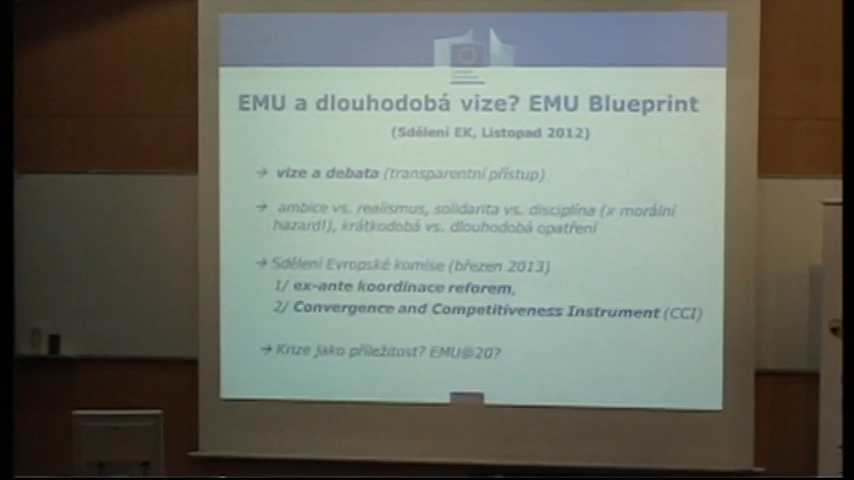 EMU a dlouhodobá vize? EMU Blueprint
(Sdělení EK, Listopad 2012)
→ vize a debata (transparentní přístup)
→ ambice vs. realismus, solidarita vs. disciplína (x morální
hazard!), krátkodobá vs. dlouhodobá opatření
→ Sdělení Evropské komise (březen 2013)
1/ ex-ante koordinace reforem,
2/ Convergence and Competitiveness Instrument (CCI)
→ Krize jako příležitost? EMU@20?